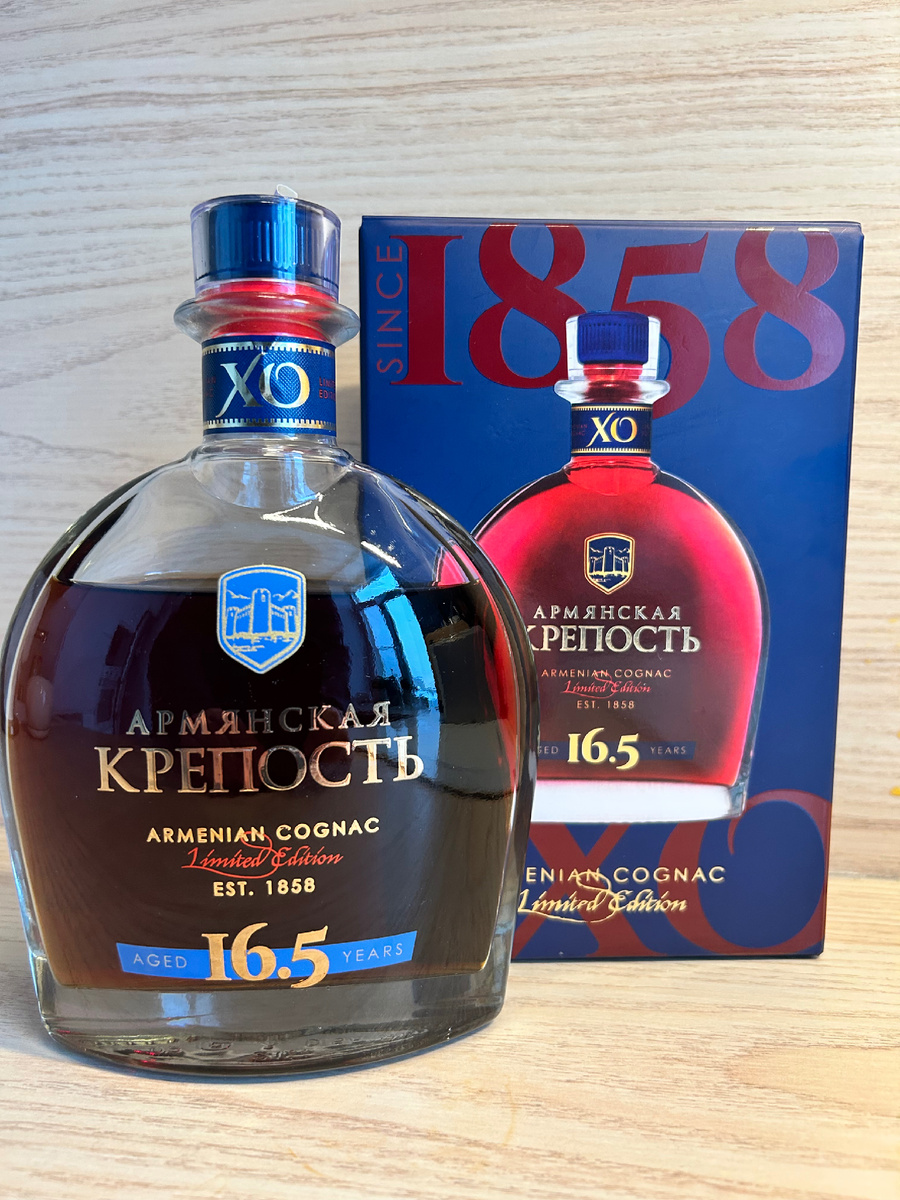 XO
АРМЯНСКАЯ
КРЕПОСТЬ
ARMENIAN COGNAC
Limited Edition
EST. 1858
AGED 16.5 YEARS
SINCE 1858
XO
АРМЯНСКАЯ
КРЕПОСТЬ
ARMENIAN COGNAC
Limited Edition
EST. 1858
16.5 YEARS
XO
ENIAN COGNAC
Limited Edition